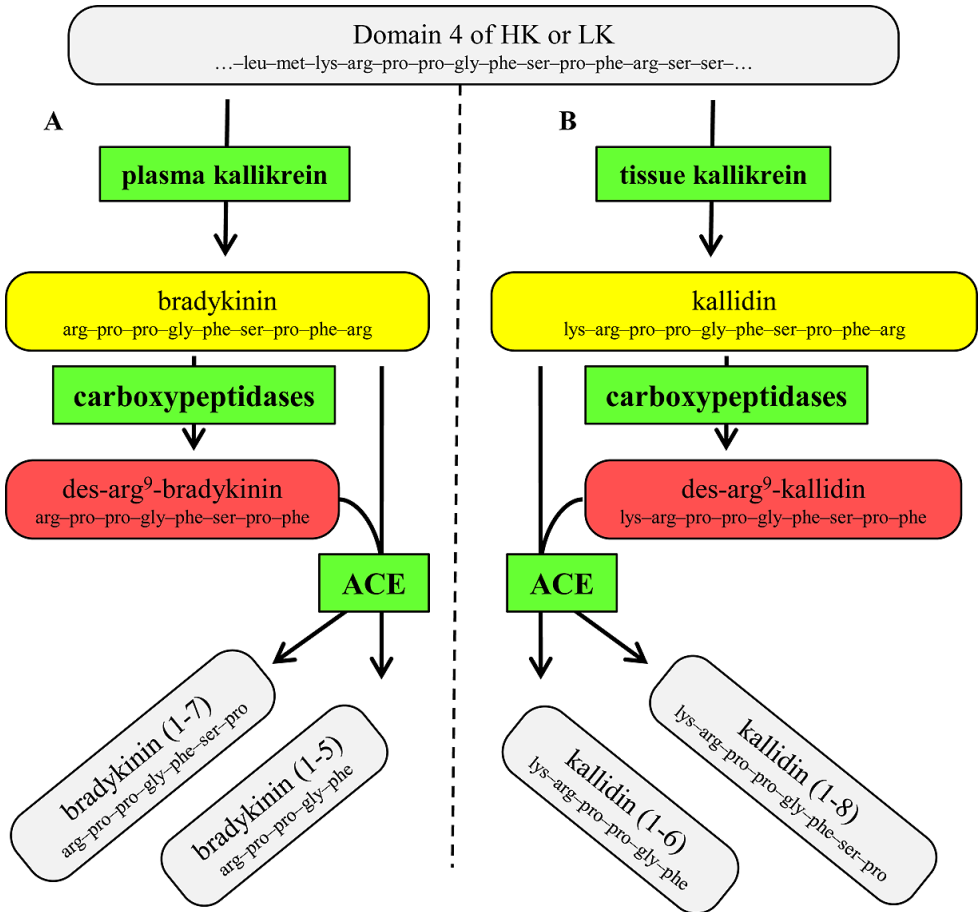 Domain 4 of HK or LK
...–leu–met–lys–arg–pro–pro–gly–phe–ser–pro–phe–arg–ser–ser–...
A
B
plasma kallikrein
tissue kallikrein
bradykinin
arg–pro–pro–gly–phe–ser–pro–phe–arg
kallidin
lys–arg–pro–pro–gly–phe–ser–pro–phe–arg
carboxypeptidases
carboxypeptidases
des-arg⁹-bradykinin
arg–pro–pro–gly–phe–ser–pro–phe
des-arg⁹-kallidin
lys–arg–pro–pro–gly–phe–ser–pro–phe
ACE
ACE
bradykinin (1-7)
arg–pro–pro–gly–phe–ser–pro
bradykinin (1-5)
arg–pro–pro–gly–phe
kallidin (1-6)
lys–arg–pro–pro–gly–phe
kallidin (1-8)
lys–arg–pro–pro–gly–phe–ser–pro